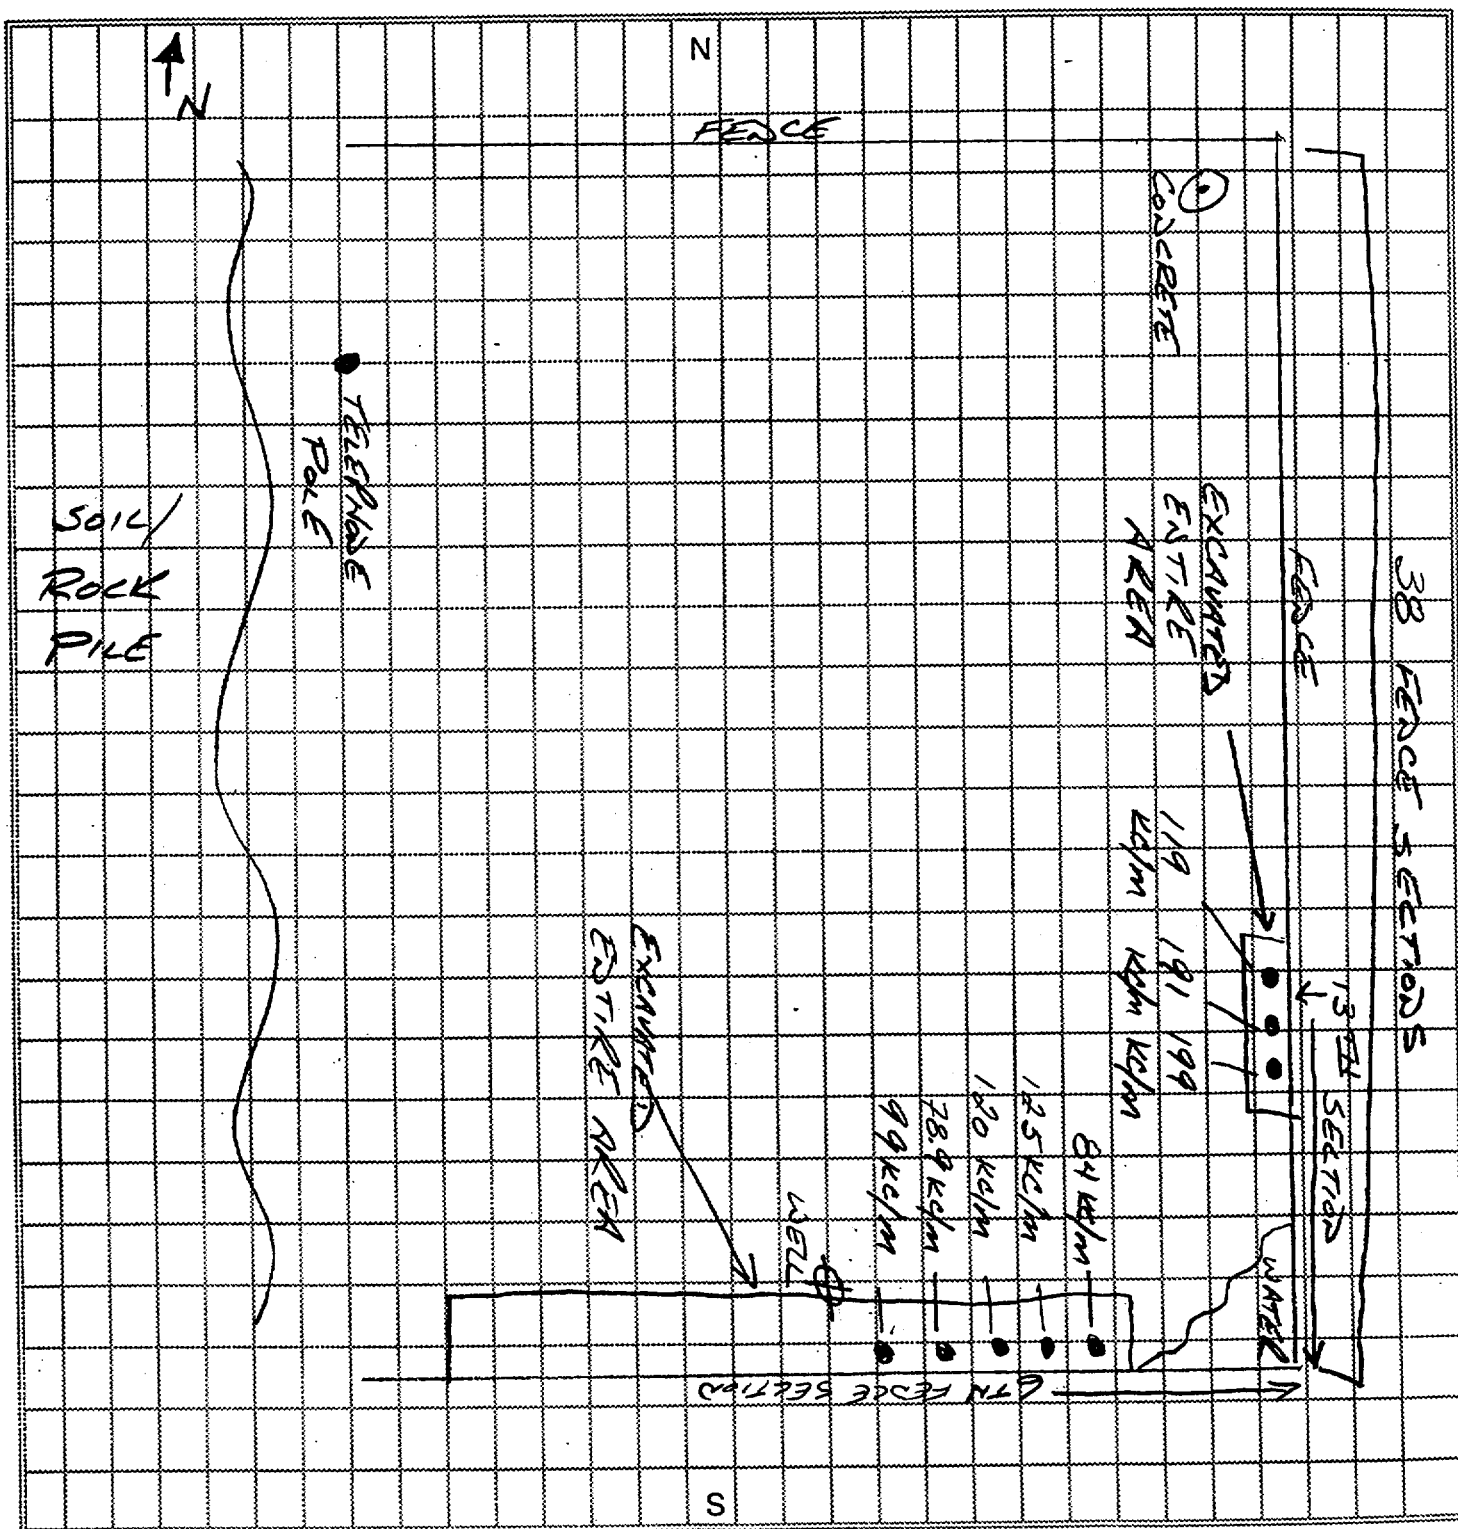 N
N
FENCE
CONCRETE
38 FENCE SECTIONS
FENCE
EXCAVATED
ENTIRE
AREA
TELEPHONE
POLE
SOIL/
ROCK
PILE
119
KC/M
191
KC/M
199
KC/M
13TH SECTION
WATER
84 KC/M
125 KC/M
120 KC/M
78.9 KC/M
99 KC/M
WELL
EXCAVATED
ENTIRE AREA
6TH FENCE SECTION
S